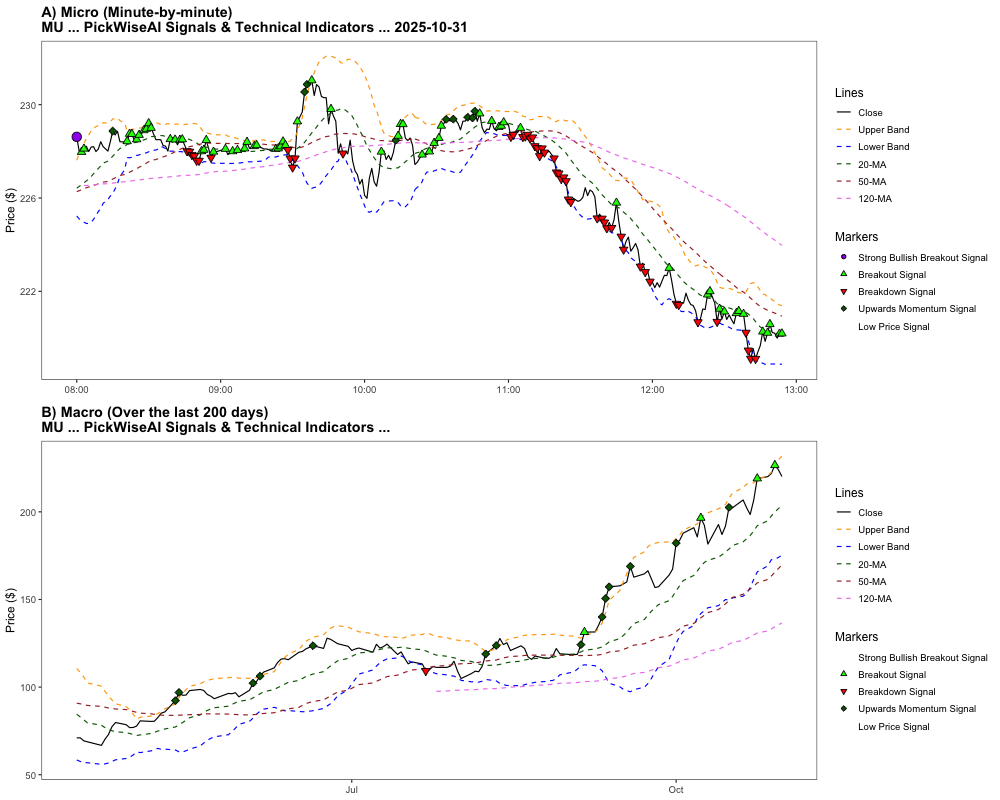 A) Micro (Minute-by-minute)
MU ... PickWiseAI Signals & Technical Indicators ... 2025-10-31
Price ($)
230
226
222
08:00
09:00
10:00
11:00
12:00
13:00
Lines
Close
Upper Band
Lower Band
20-MA
50-MA
120-MA
Markers
Strong Bullish Breakout Signal
Breakout Signal
Breakdown Signal
Upwards Momentum Signal
Low Price Signal
B) Macro (Over the last 200 days)
MU ... PickWiseAI Signals & Technical Indicators ...
Price ($)
200
150
100
50
Jul
Oct
Lines
Close
Upper Band
Lower Band
20-MA
50-MA
120-MA
Markers
Strong Bullish Breakout Signal
Breakout Signal
Breakdown Signal
Upwards Momentum Signal
Low Price Signal